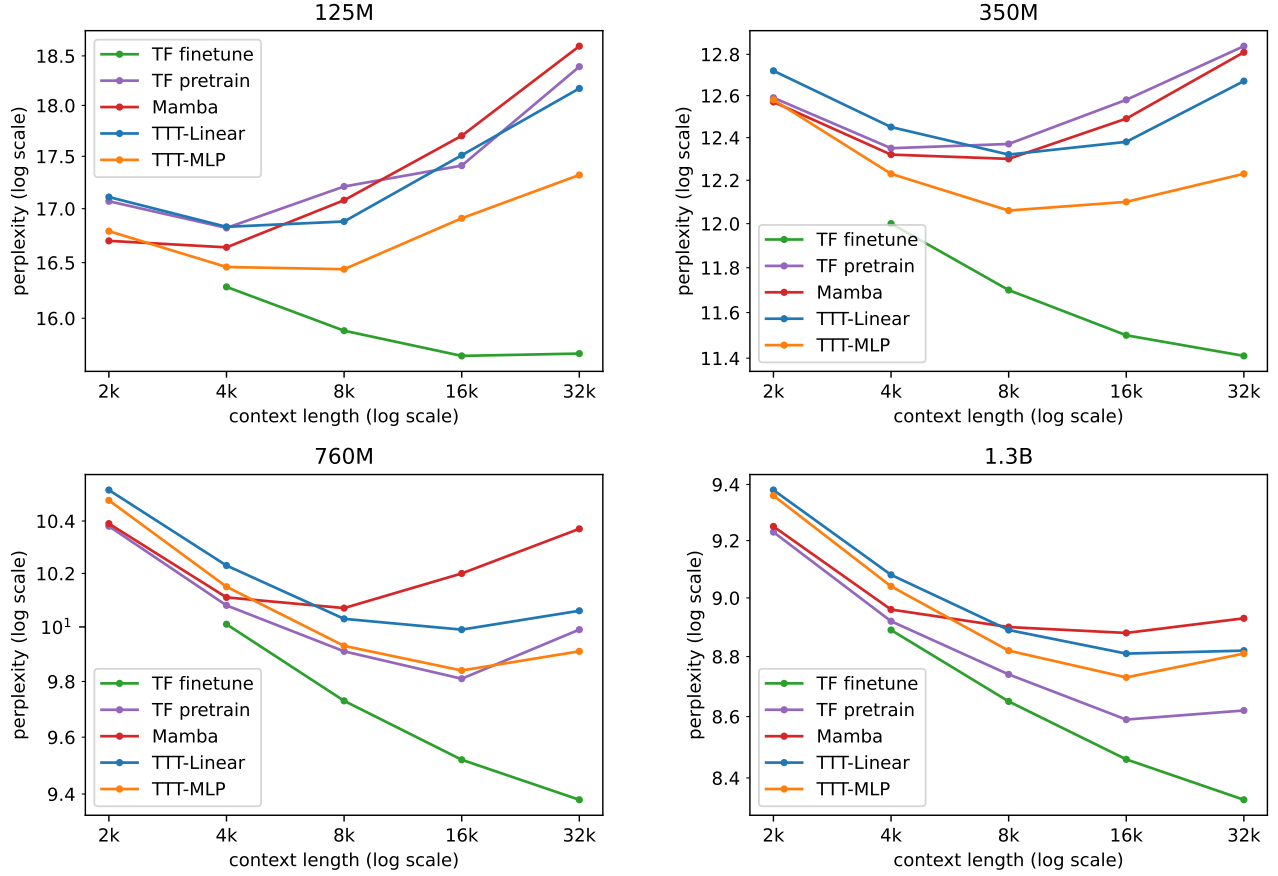 125M
perplexity (log scale)
18.5
18.0
17.5
17.0
16.5
16.0
TF finetune
TF pretrain
Mamba
TTT-Linear
TTT-MLP
2k 4k 8k 16k 32k
context length (log scale)
350M
perplexity (log scale)
12.8
12.6
12.4
12.2
12.0
11.8
11.6
11.4
TF finetune
TF pretrain
Mamba
TTT-Linear
TTT-MLP
2k 4k 8k 16k 32k
context length (log scale)
760M
perplexity (log scale)
10.4
10.2
10¹
9.8
9.6
9.4
TF finetune
TF pretrain
Mamba
TTT-Linear
TTT-MLP
2k 4k 8k 16k 32k
context length (log scale)
1.3B
perplexity (log scale)
9.4
9.2
9.0
8.8
8.6
8.4
TF finetune
TF pretrain
Mamba
TTT-Linear
TTT-MLP
2k 4k 8k 16k 32k
context length (log scale)